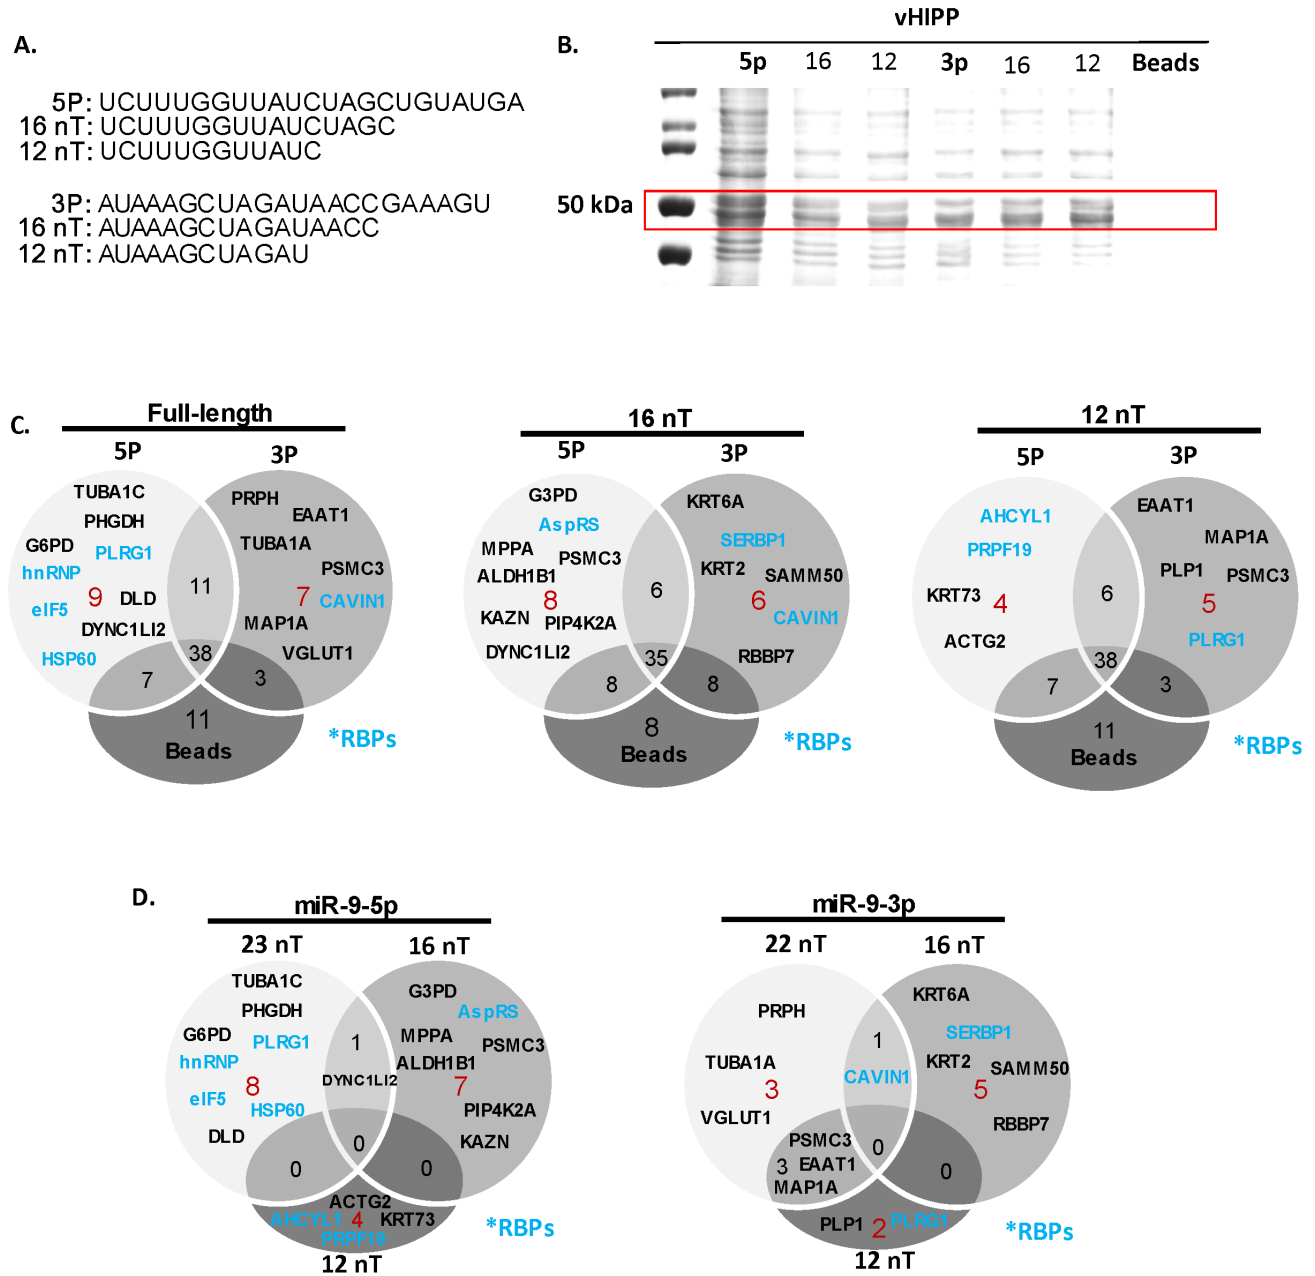 A.
5P: UCUUUGGUUAUCUAGCUGUAUGA
16 nT: UCUUUGGUUAUCUAGC
12 nT: UCUUUGGUUAUC
3P: AUAAAGCUAGAUAACCGAAAGU
16 nT: AUAAAGCUAGAUAACC
12 nT: AUAAAGCUAGAU
B.
vHIPP
5p 16 12 3p 16 12 Beads
50 kDa
C.
Full-length
5P 3P
TUBA1C
PHGDH
G6PD
PLRG1
hnRNP
9
DLD
eIF5
DYNC1LI2
HSP60
11
PRPH
EAAT1
TUBA1A
PSMC3
7
CAVIN1
MAP1A
VGLUT1
38
7
3
11
Beads
*RBPs
16 nT
5P 3P
G3PD
AspRS
MPPA
PSMC3
ALDH1B1
8
KAZN
PIP4K2A
DYNC1LI2
6
KRT6A
SERBP1
KRT2
SAMM50
6
CAVIN1
RBBP7
35
8
8
8
Beads
*RBPs
12 nT
5P 3P
AHCYL1
PRPF19
KRT73
4
ACTG2
6
EAAT1
MAP1A
PLP1
PSMC3
5
PLRG1
38
7
3
11
Beads
*RBPs
D.
miR-9-5p
23 nT 16 nT
TUBA1C
PHGDH
G6PD
PLRG1
hnRNP
8
eIF5
HSP60
DLD
1
DYNC1LI2
G3PD
AspRS
MPPA
PSMC3
ALDH1B1
7
PIP4K2A
KAZN
0
0
0
ACTG2
AHCYL1
4
KRT73
PRPF19
12 nT
*RBPs
miR-9-3p
22 nT 16 nT
PRPH
TUBA1A
3
VGLUT1
1
CAVIN1
KRT6A
SERBP1
KRT2
SAMM50
5
RBBP7
0
PSMC3
3 EAAT1
MAP1A
0
PLP1 2 PLRG1
12 nT
*RBPs